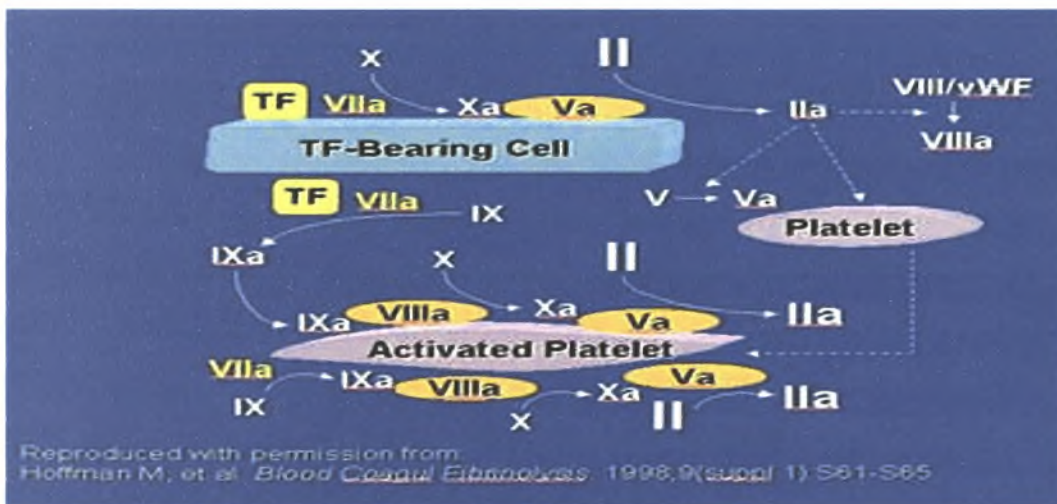 X II
TF VIIa Xa Va IIa VIII/vWF
VIIIa
TF-Bearing Cell
TF VIIa IX V Va
Platelet
IXa X II
IXa VIIIa Xa Va IIa
Activated Platelet
VIIa IXa VIIIa Xa Va IIa
IX X II
Reproduced with permission from
Hoffman M, et al. Blood Coagul Fibrinolysis. 1998;9(suppl 1):S61-S65